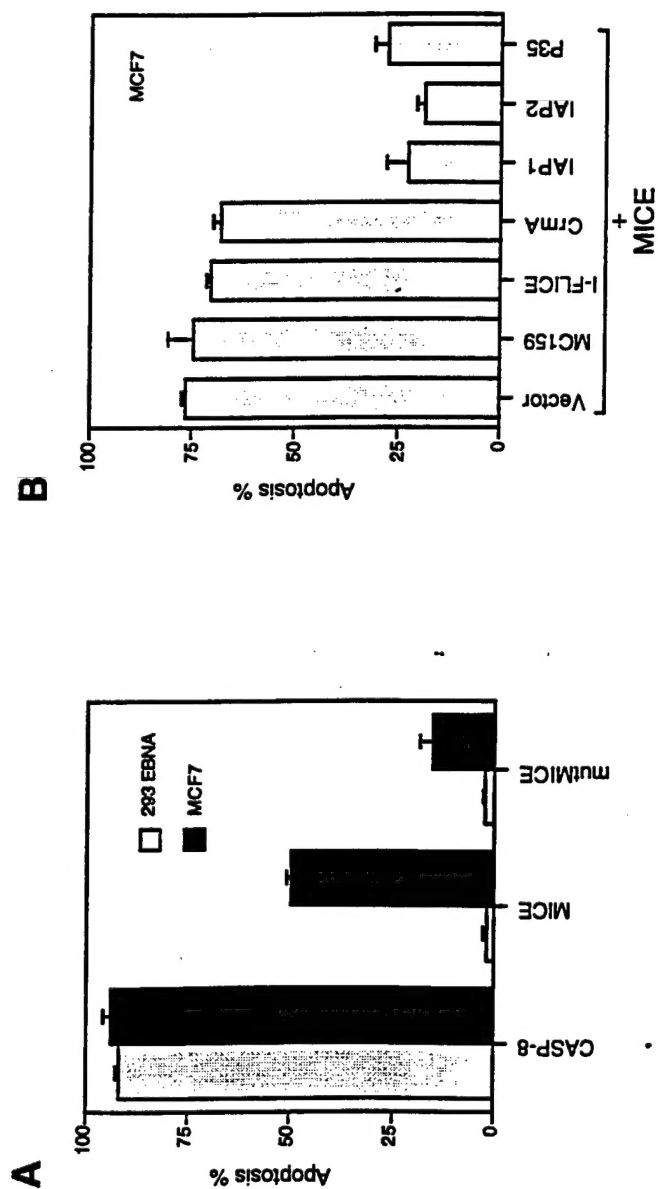 A
Apoptosis %
100
75
50
25
0
293 EBNA
MCF7
CASP-8
MICE
mutMICE
B
Apoptosis %
100
75
50
25
0
MCF7
Vector
MC159
I-FLICE
CrmA
IAP1
IAP2
P35
+
MICE